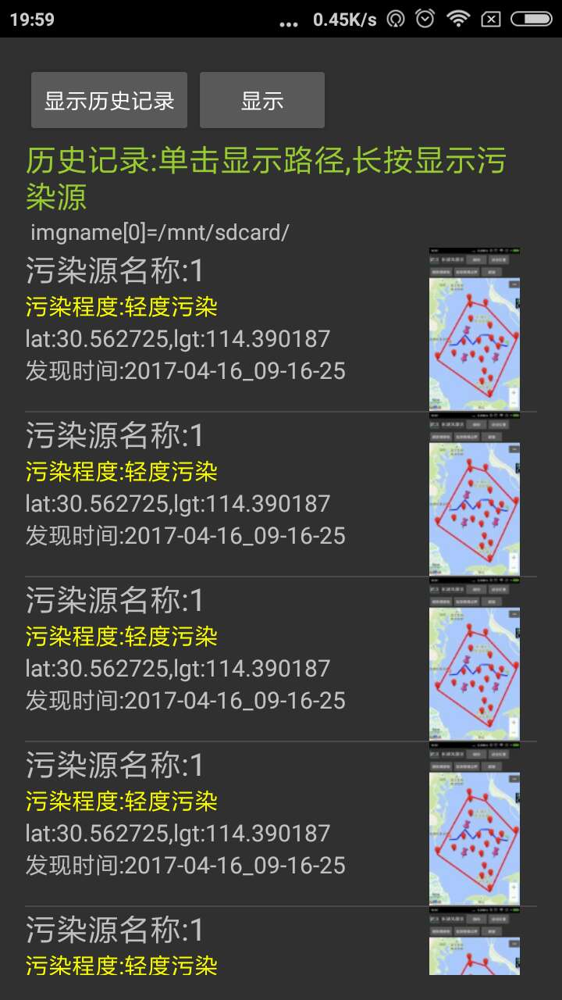 19:59
... 0.45K/s
显示历史记录 显示
历史记录:单击显示路径,长按显示污
染源
imgname[0]=/mnt/sdcard/
污染源名称:1
污染程度:轻度污染
lat:30.562725,lgt:114.390187
发现时间:2017-04-16_09-16-25
污染源名称:1
污染程度:轻度污染
lat:30.562725,lgt:114.390187
发现时间:2017-04-16_09-16-25
污染源名称:1
污染程度:轻度污染
lat:30.562725,lgt:114.390187
发现时间:2017-04-16_09-16-25
污染源名称:1
污染程度:轻度污染
lat:30.562725,lgt:114.390187
发现时间:2017-04-16_09-16-25
污染源名称:1
污染程度:轻度污染